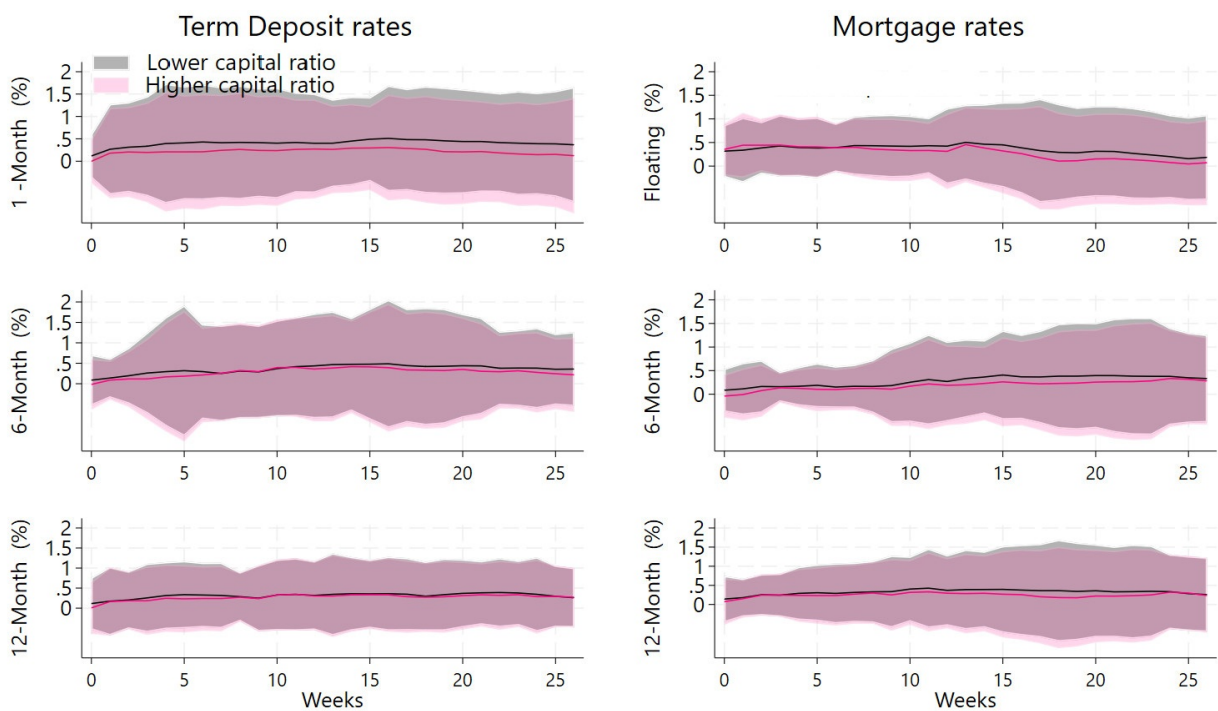 Term Deposit rates
Lower capital ratio
Higher capital ratio
1 -Month (%)
2
1.5
1
.5
0
0 5 10 15 20 25
Mortgage rates
Floating (%)
2
1.5
1
.5
0
0 5 10 15 20 25
6-Month (%)
2
1.5
1
.5
0
0 5 10 15 20 25
6-Month (%)
2
1.5
1
.5
0
0 5 10 15 20 25
12-Month (%)
2
1.5
1
.5
0
0 5 10 15 20 25
Weeks
12-Month (%)
2
1.5
1
.5
0
0 5 10 15 20 25
Weeks